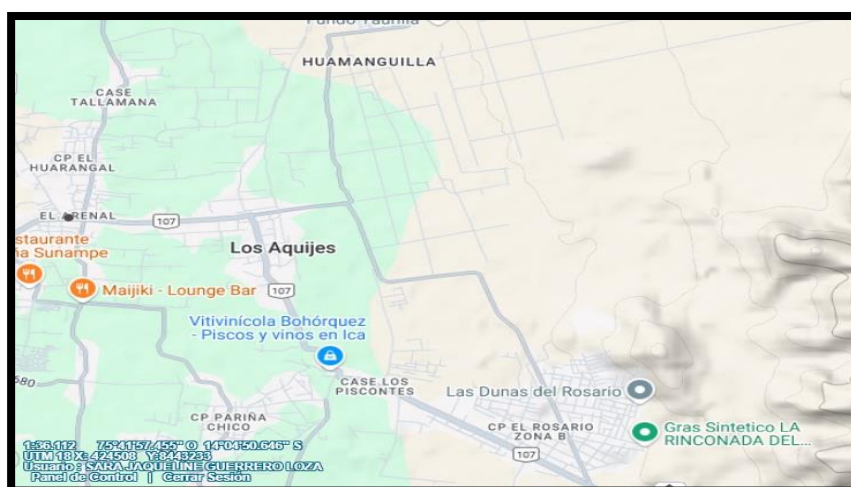 Fundo Taurilla
HUAMANGUILLA
CASE
TALLAMANA
CP EL
HUARANGAL
EL ARENAL
107
Los Aquijes
staurante
ña Sunampe
Maijiki - Lounge Bar
107
Vitivinícola Bohórquez
- Piscos y vinos en Ica
CASE LOS
PISCONTES
680
CP PARIÑA
CHICO
Las Dunas del Rosario
CP EL ROSARIO
ZONA B
107
Gras Sintetico LA
RINCONADA DEL...
1:36.112 75°41'57.455" O 14°04'50.646" S
UTM 18 X: 424508 Y:8443233
Usuario : SARA JAQUELINE GUERRERO LOZA
Panel de Control | Cerrar Sesión